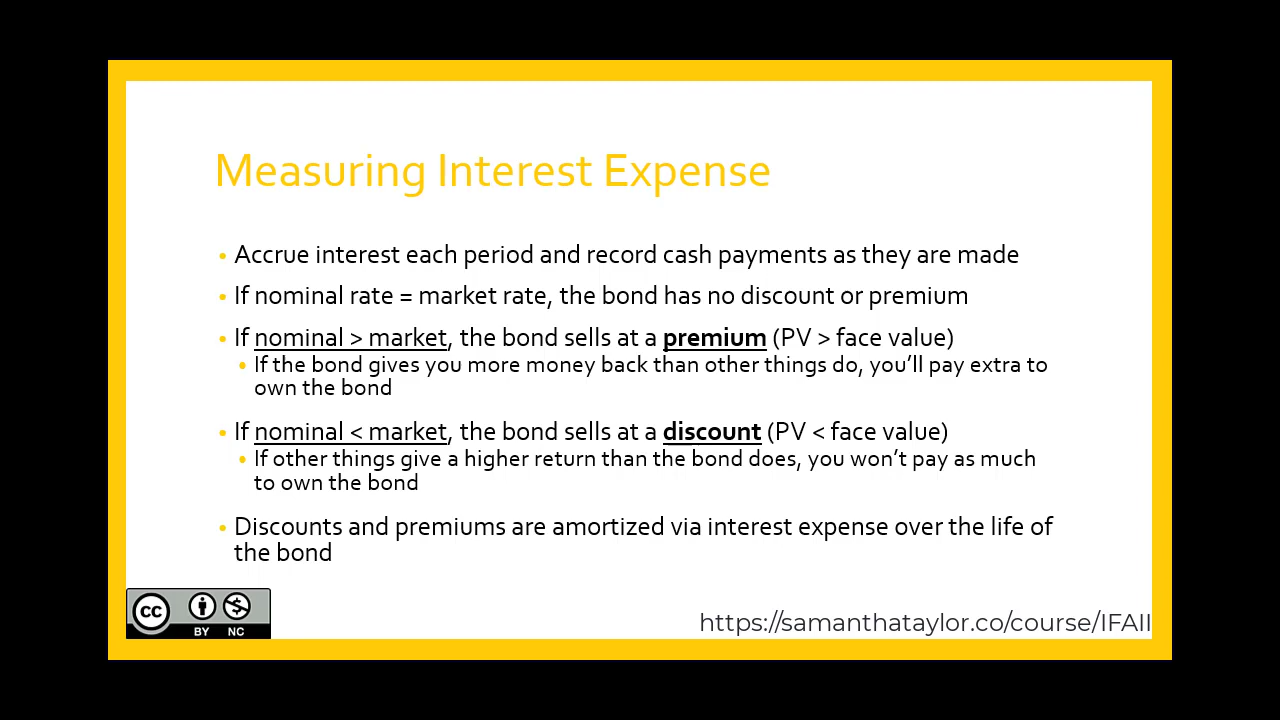 Measuring Interest Expense
• Accrue interest each period and record cash payments as they are made
• If nominal rate = market rate, the bond has no discount or premium
• If nominal > market, the bond sells at a premium (PV > face value)
• If the bond gives you more money back than other things do, you’ll pay extra to
own the bond
• If nominal < market, the bond sells at a discount (PV < face value)
• If other things give a higher return than the bond does, you won’t pay as much
to own the bond
• Discounts and premiums are amortized via interest expense over the life of
the bond
cc
BY NC
https://samanthataylor.co/course/IFAII